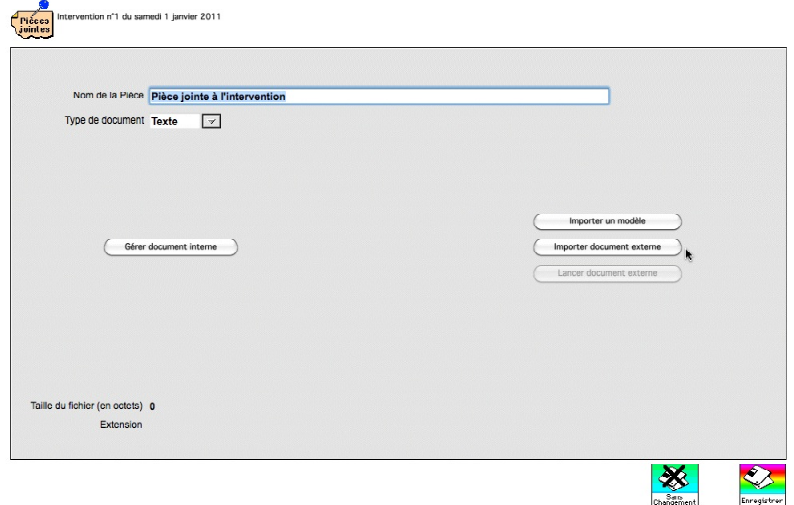 Pièces
jointes
Intervention n°1 du samedi 1 janvier 2011
Nom de la Pièce Pièce jointe à l'intervention
Type de document Texte
Importer un modèle
Gérer document interne Importer document externe
Lancer document externe
Taille du fichier (en octets) 0
Extension
Sans
Changement
Enregistrer